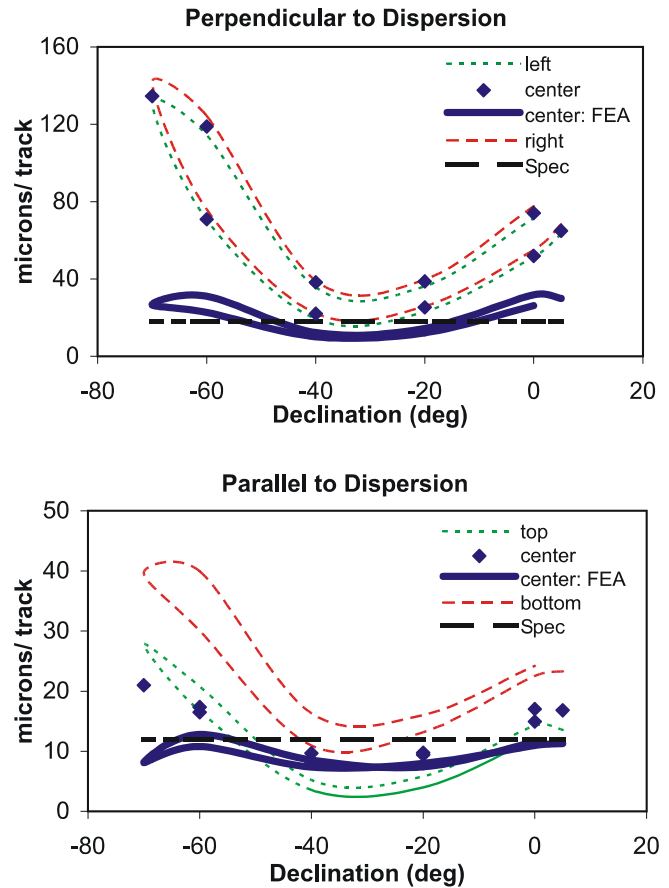 Perpendicular to Dispersion
160
120
80
40
0
microns/ track
left
center
center: FEA
right
Spec
-80 -60 -40 -20 0 20
Declination (deg)
Parallel to Dispersion
50
40
30
20
10
0
microns/ track
top
center
center: FEA
bottom
Spec
-80 -60 -40 -20 0 20
Declination (deg)